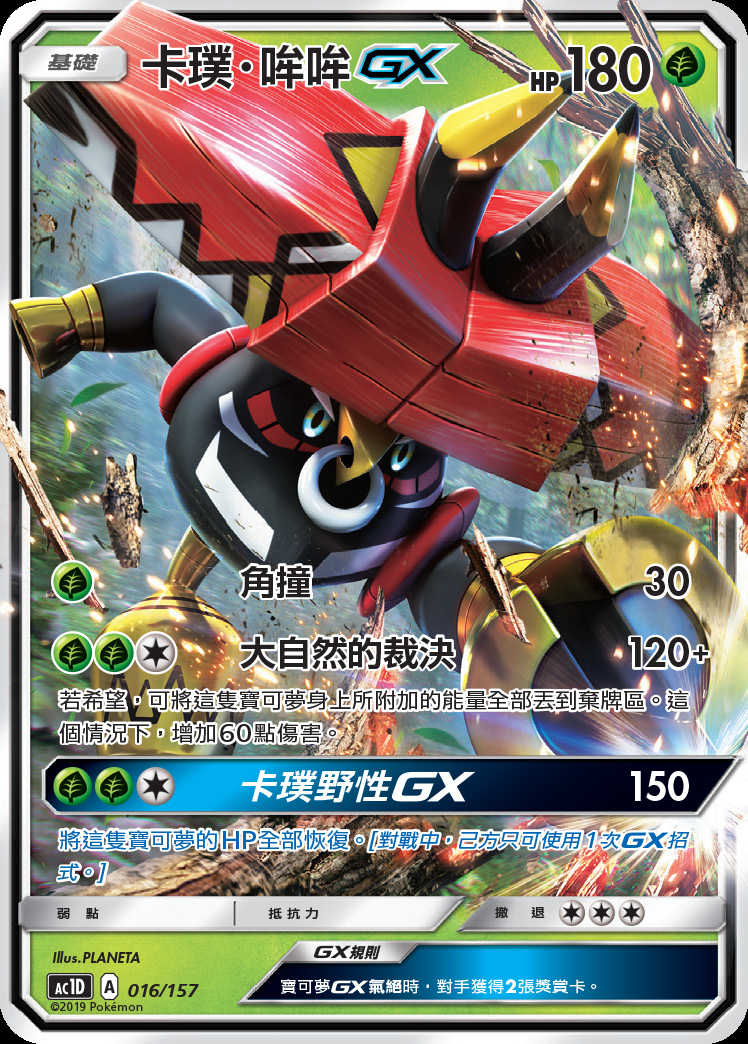 基礎 卡璞·哞哞GX HP180
角撞 30
大自然的裁決 120+
若希望，可將這隻寶可夢身上所附加的能量全部丟到棄牌區。這
個情況下，增加60點傷害。
卡璞野性GX 150
將這隻寶可夢的HP全部恢復。[對戰中，己方只可使用1次GX招
式。]
弱點 抵抗力 撤退
Illus.PLANETA
GX規則
AC1D A 016/157
寶可夢GX氣絕時，對手獲得2張獎賞卡。
©2019 Pokémon